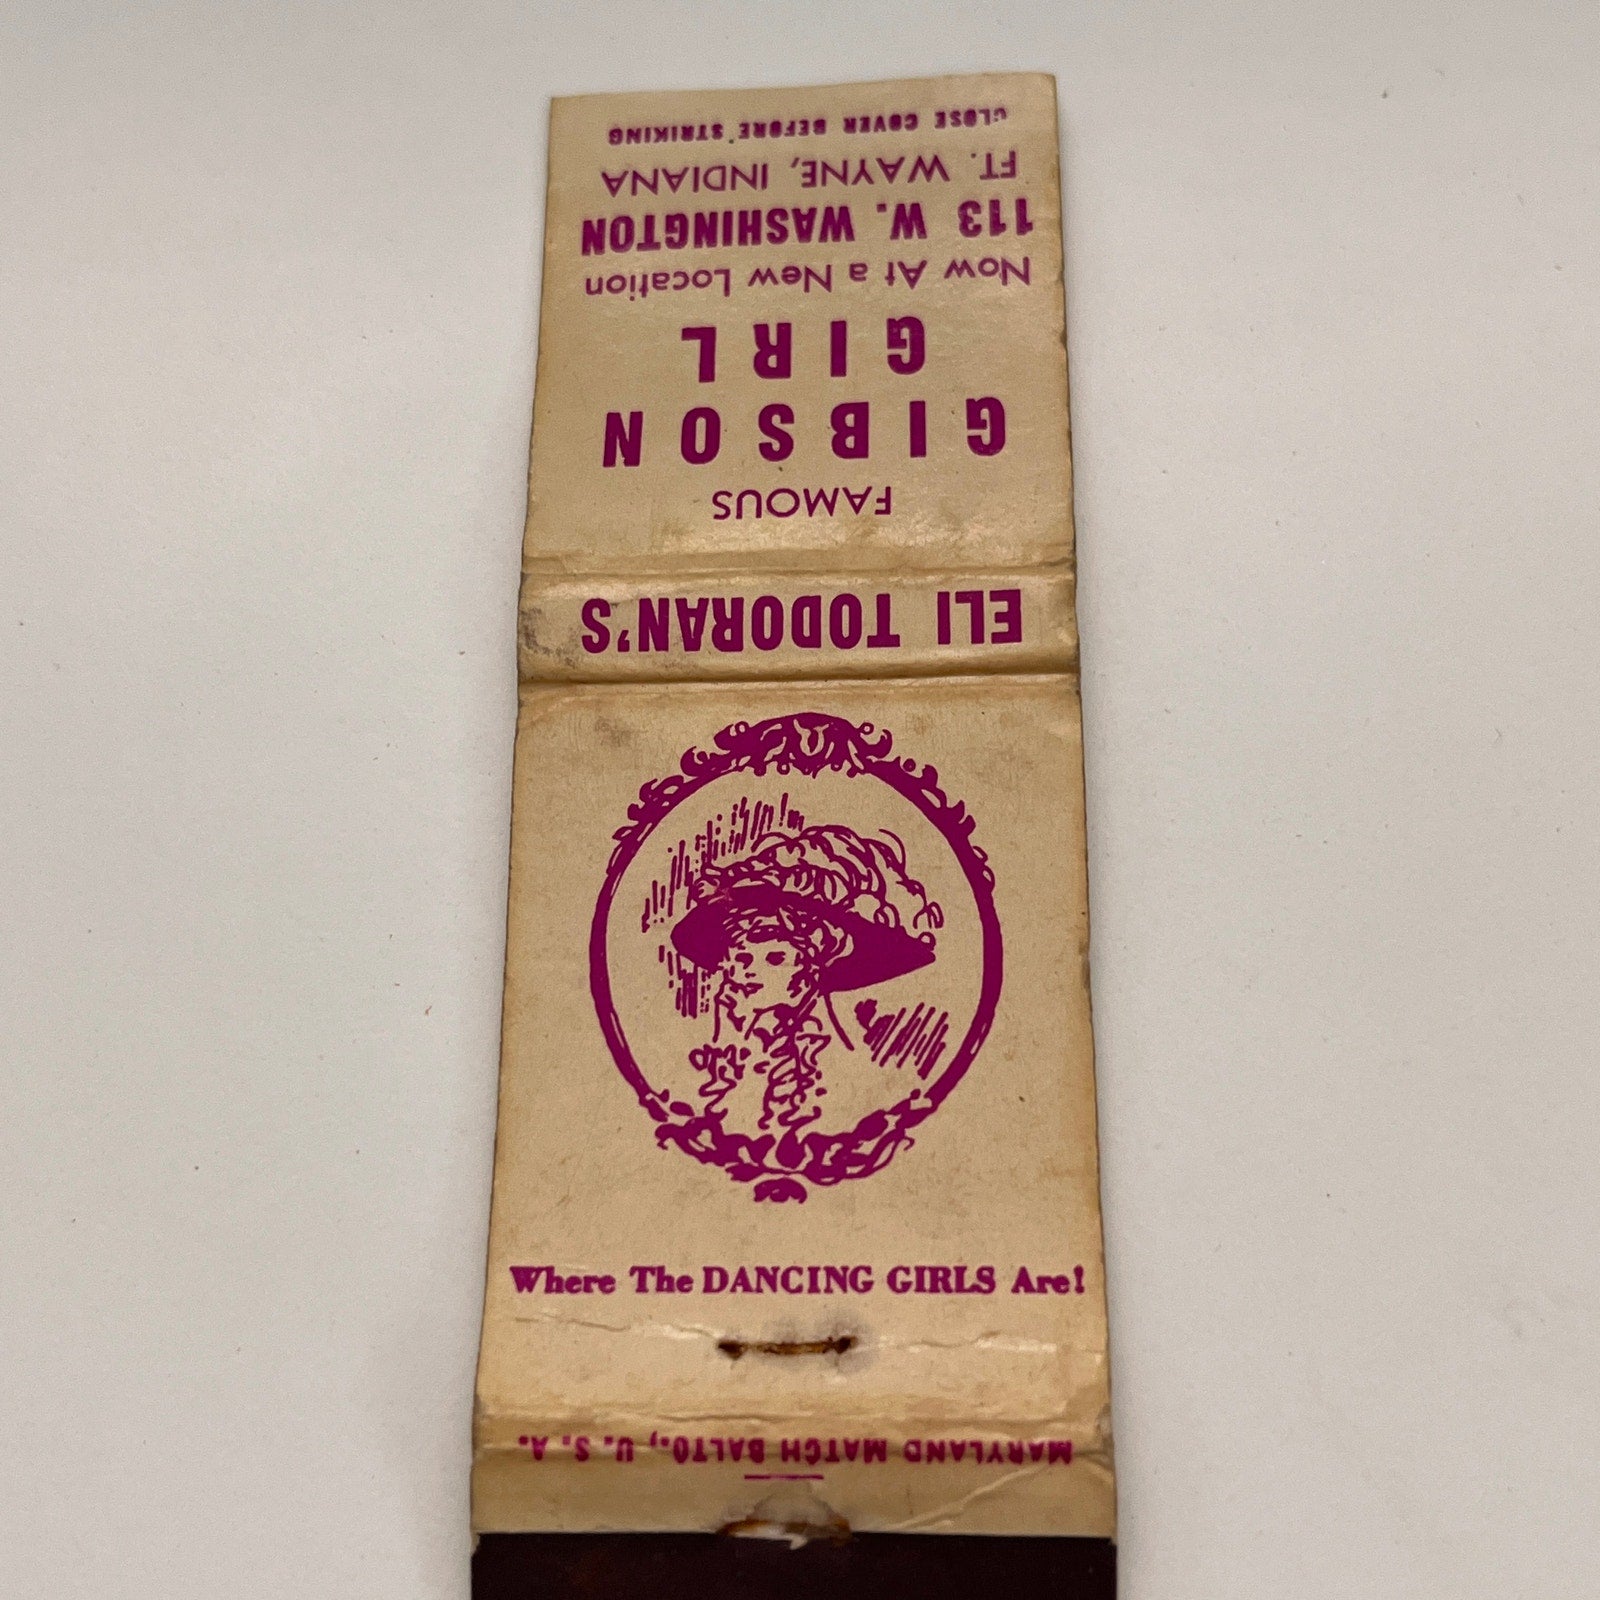 ELI TODORAN'S
FAMOUS
GIBSON
GIRL
Now At a New Location
113 W. WASHINGTON
FT. WAYNE, INDIANA
CLOSE COVER BEFORE STRIKING
Where The DANCING GIRLS Are!
MARYLAND MATCH BALTO., U. S. A.